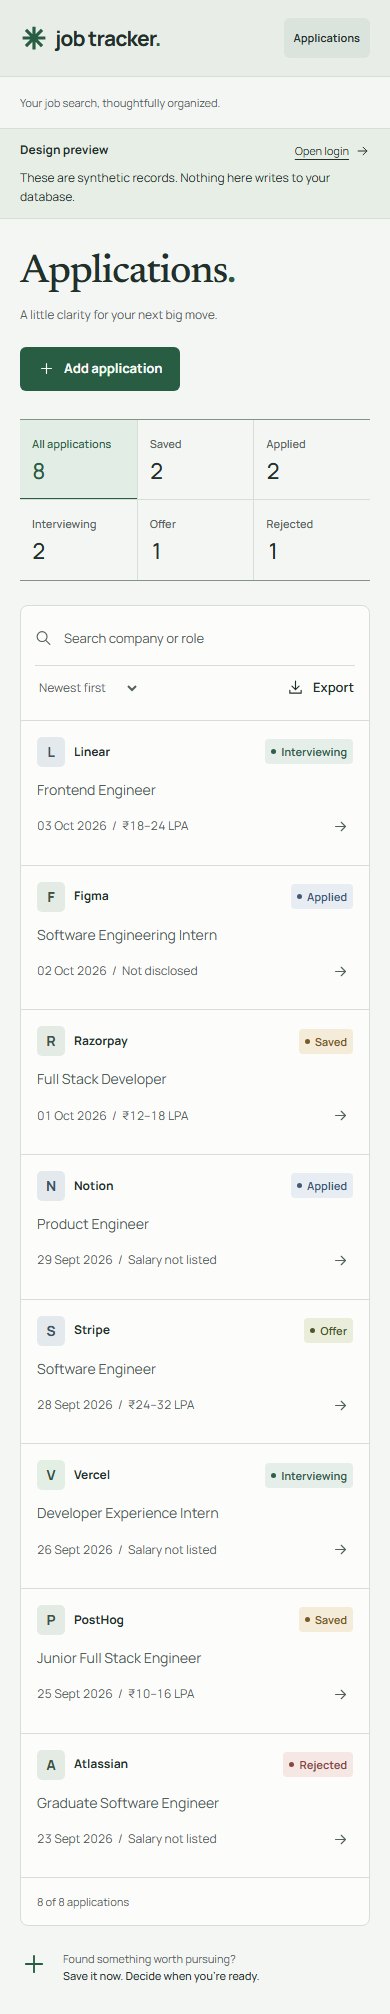 job tracker.
Applications
Your job search, thoughtfully organized.
Design preview
Open login →
These are synthetic records. Nothing here writes to your
database.
Applications.
A little clarity for your next big move.
+ Add application
All applications
8
Saved
2
Applied
2
Interviewing
2
Offer
1
Rejected
1
Search company or role
Newest first
Export
L Linear
Interviewing
Frontend Engineer
03 Oct 2026 / ₹18–24 LPA →
F Figma
Applied
Software Engineering Intern
02 Oct 2026 / Not disclosed →
R Razorpay
Saved
Full Stack Developer
01 Oct 2026 / ₹12–18 LPA →
N Notion
Applied
Product Engineer
29 Sept 2026 / Salary not listed →
S Stripe
Offer
Software Engineer
28 Sept 2026 / ₹24–32 LPA →
V Vercel
Interviewing
Developer Experience Intern
26 Sept 2026 / Salary not listed →
P PostHog
Saved
Junior Full Stack Engineer
25 Sept 2026 / ₹10–16 LPA →
A Atlassian
Rejected
Graduate Software Engineer
23 Sept 2026 / Salary not listed →
8 of 8 applications
Found something worth pursuing?
Save it now. Decide when you're ready.